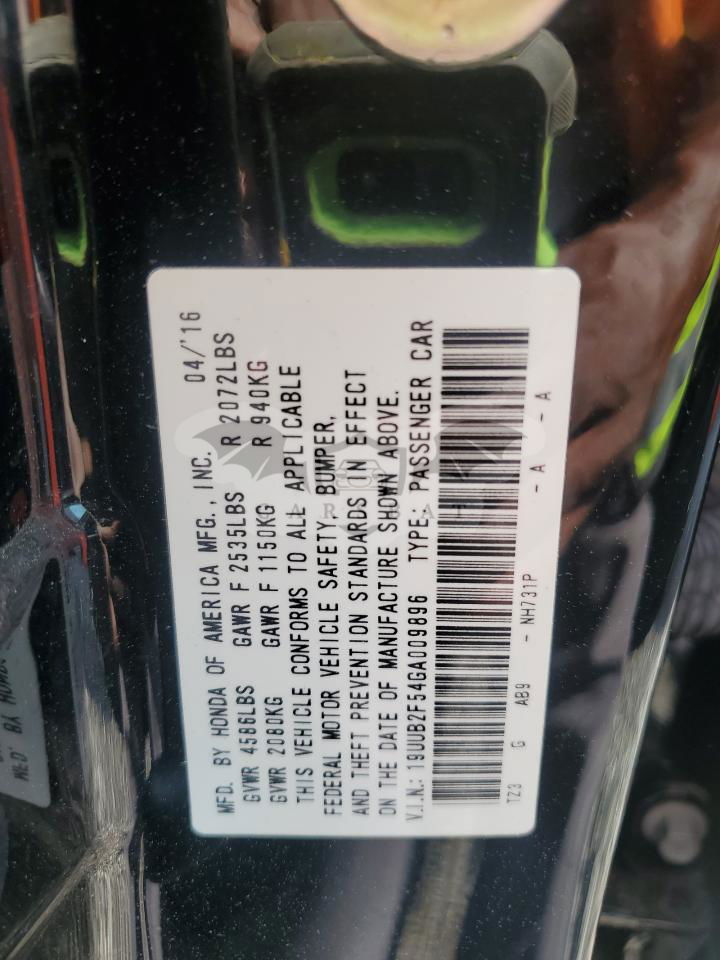 MFD. BY HONDA OF AMERICA MFG., INC. 04/'16
GVWR 4586LBS GAWR F 2535LBS R 2072LBS
GVWR 2080KG GAWR F 1150KG R 940KG
THIS VEHICLE CONFORMS TO ALL APPLICABLE
FEDERAL MOTOR VEHICLE SAFETY, BUMPER,
AND THEFT PREVENTION STANDARDS IN EFFECT
ON THE DATE OF MANUFACTURE SHOWN ABOVE.
V.I.N.: 19UUB2F54GA009896 TYPE: PASSENGER CAR
TZ3 G AB9 - NH731P - A - A